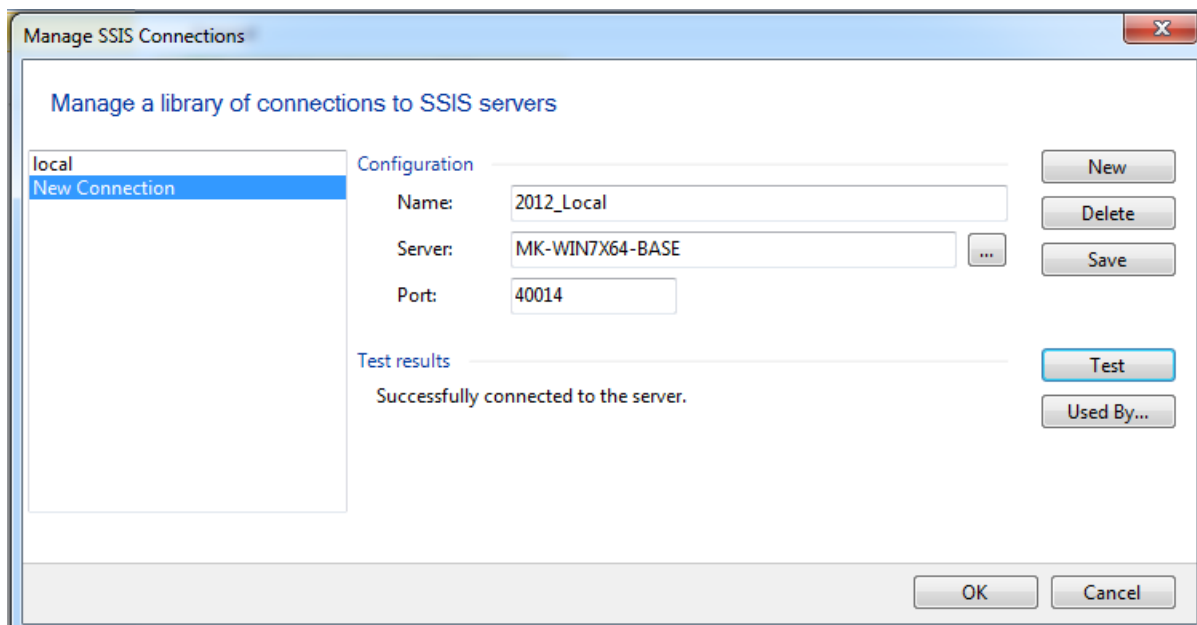 Manage SSIS Connections
Manage a library of connections to SSIS servers
local
New Connection
Configuration
Name:
2012_Local
Server:
MK-WIN7X64-BASE
...
Port:
40014
New
Delete
Save
Test results
Successfully connected to the server.
Test
Used By...
OK
Cancel